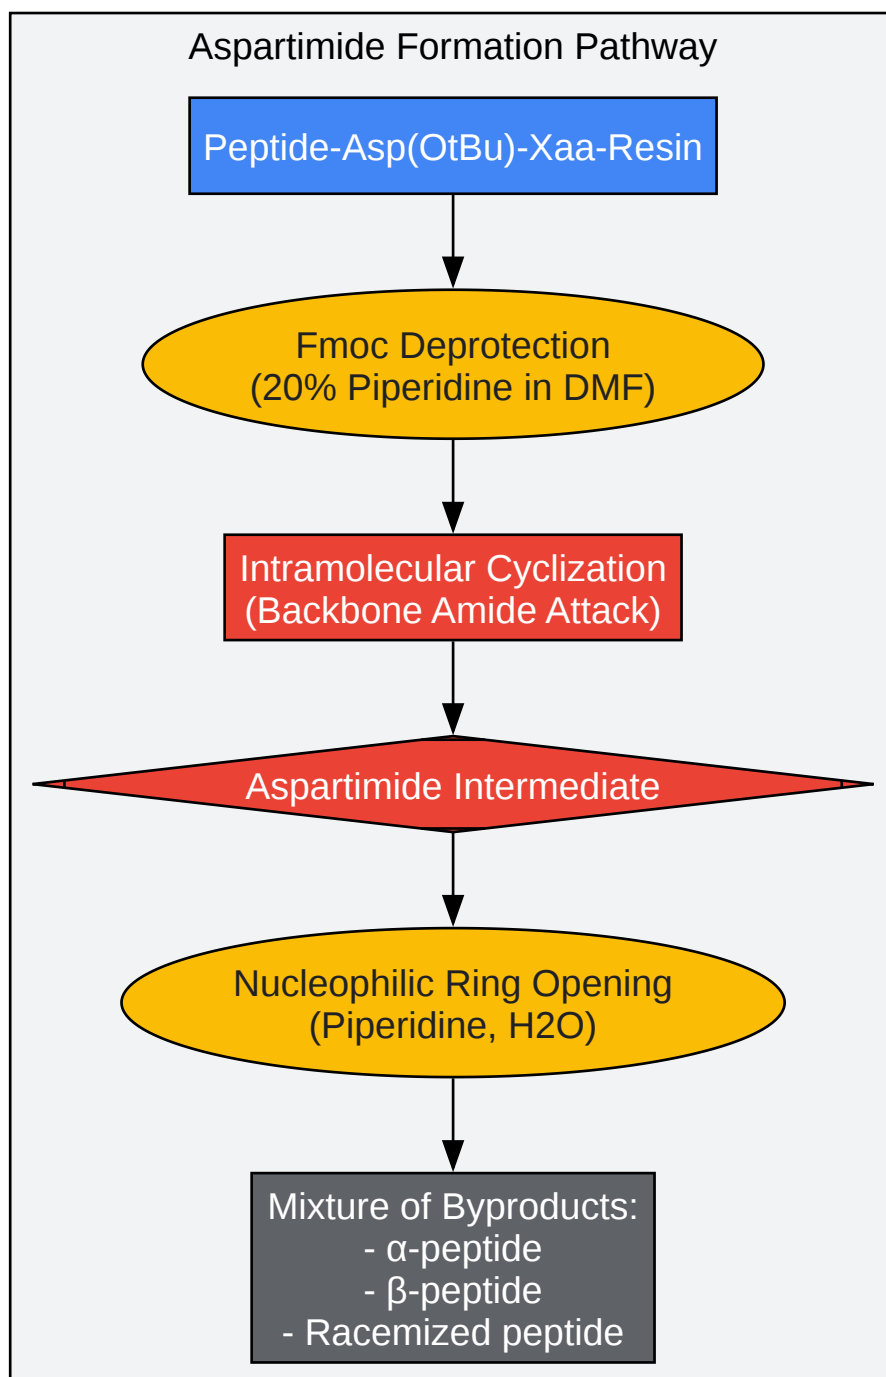 Aspartimide Formation Pathway
Peptide-Asp(OtBu)-Xaa-Resin
Fmoc Deprotection
(20% Piperidine in DMF)
Intramolecular Cyclization
(Backbone Amide Attack)
Aspartimide Intermediate
Nucleophilic Ring Opening
(Piperidine, H2O)
Mixture of Byproducts:
- α-peptide
- β-peptide
- Racemized peptide